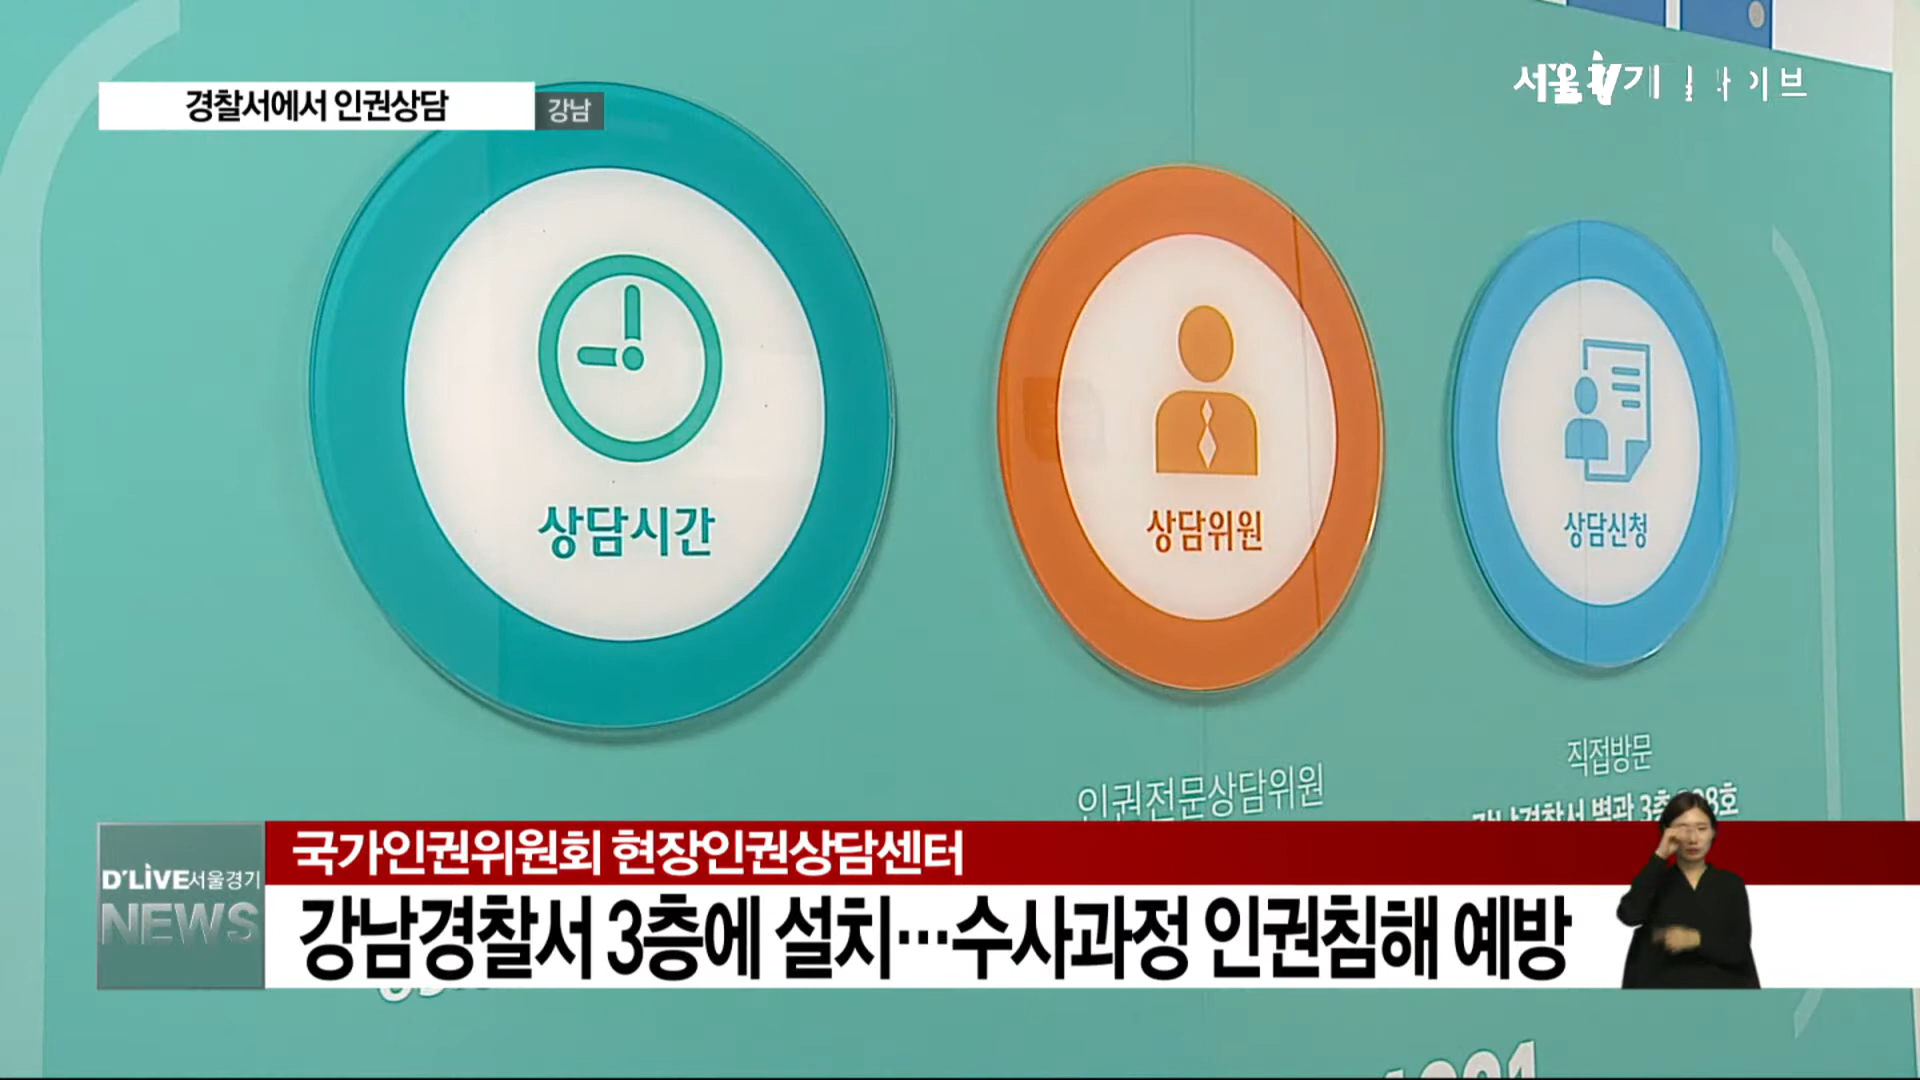 경찰서에서 인권상담
강남
상담시간
상담위원
상담신청
직접방문
인권전문상담위원
3층
D'LIVE서울경기
NEWS
국가인권위원회 현장인권상담센터
강남경찰서 3층에 설치…수사과정 인권침해 예방